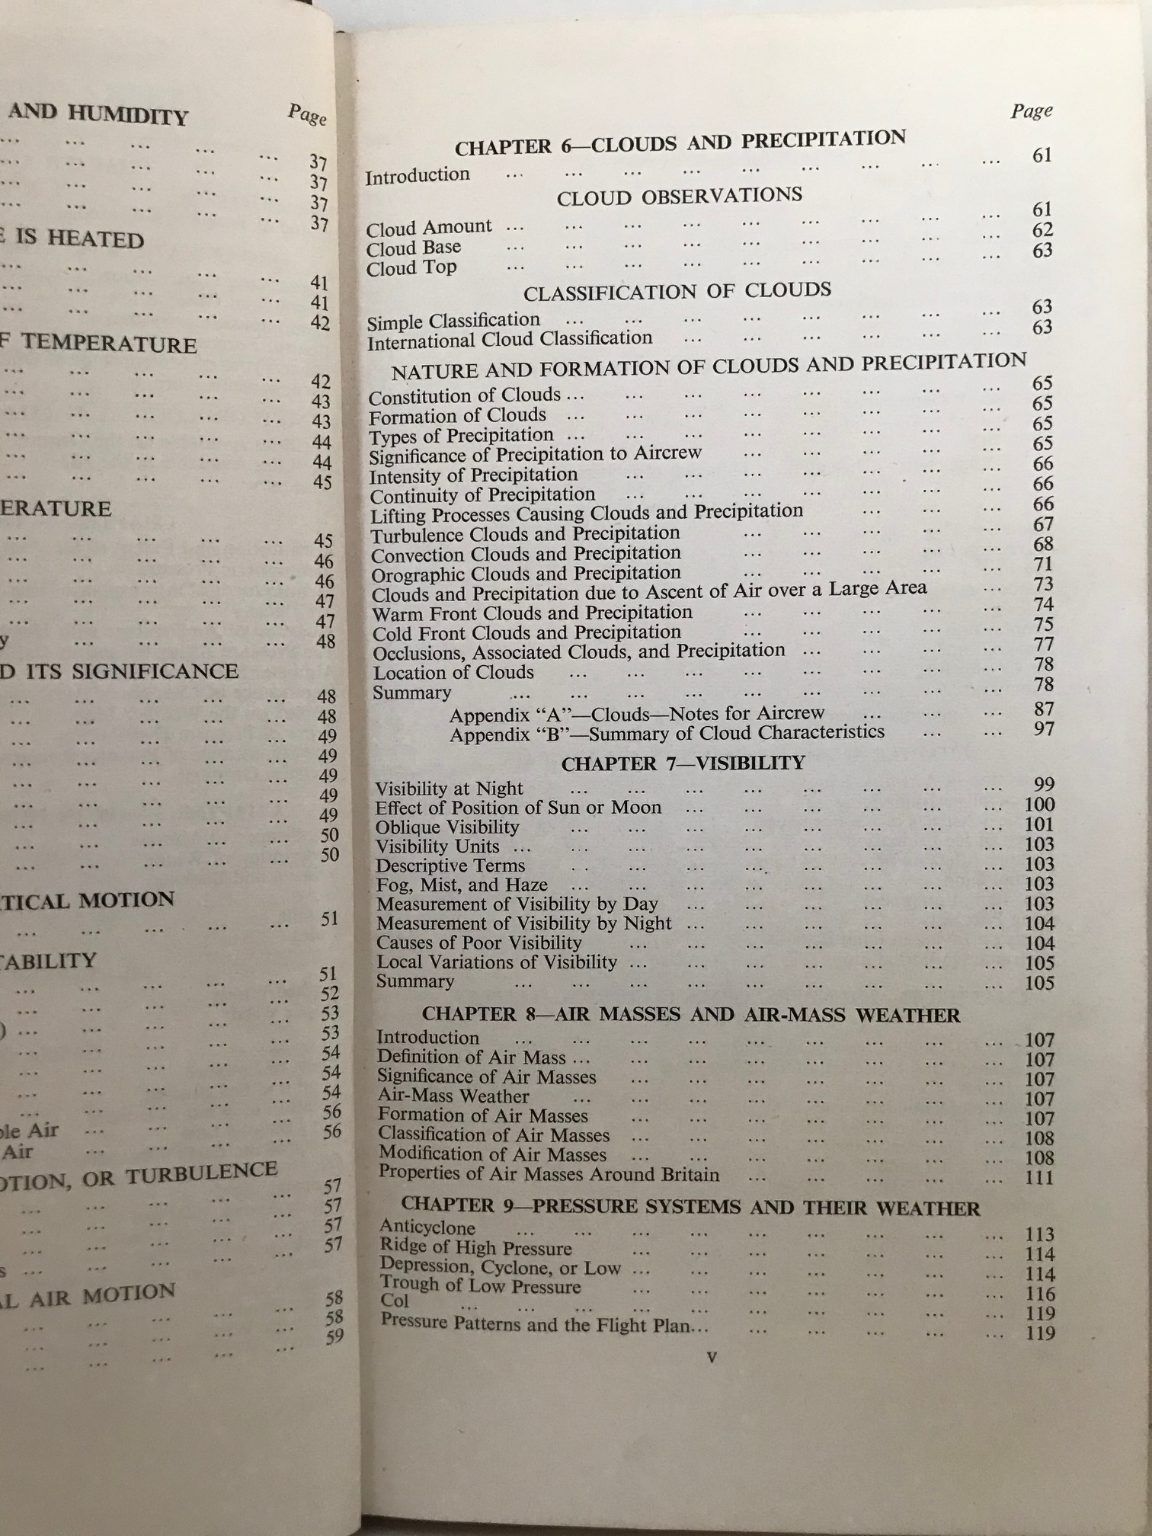 AND HUMIDITY Page
... ... ... ... ... 37
... ... ... ... ... 37
... ... ... ... ... 37
... ... ... ... ... 37
IS HEATED
... ... ... ... ... 41
... ... ... ... ... 41
... ... ... ... ... 42
TEMPERATURE
... ... ... ... ... 42
... ... ... ... ... 43
... ... ... ... ... 43
... ... ... ... ... 44
... ... ... ... ... 44
... ... ... ... ... 45
ERATURE
... ... ... ... ... 45
... ... ... ... ... 46
... ... ... ... ... 46
... ... ... ... ... 47
... ... ... ... ... 47
y ... ... ... ... 48
D ITS SIGNIFICANCE
... ... ... ... ... 48
... ... ... ... ... 48
... ... ... ... ... 49
... ... ... ... ... 49
... ... ... ... ... 49
... ... ... ... ... 49
... ... ... ... ... 49
... ... ... ... ... 50
... ... ... ... ... 50
TICAL MOTION
... ... ... ... ... 51
TABILITY
... ... ... ... ... 51
... ... ... ... ... 52
) ... ... ... ... ... 53
... ... ... ... ... 53
... ... ... ... ... 54
... ... ... ... ... 54
... ... ... ... ... 54
ble Air ... ... ... ... 56
Air ... ... ... ... 56
OTION, OR TURBULENCE
... ... ... ... ... 57
... ... ... ... ... 57
... ... ... ... ... 57
s ... ... ... ... ... 57
AL AIR MOTION
... ... ... ... ... 58
... ... ... ... ... 58
... ... ... ... ... 59
Page
CHAPTER 6—CLOUDS AND PRECIPITATION
Introduction ... ... ... ... ... ... ... ... ... 61
CLOUD OBSERVATIONS
Cloud Amount ... ... ... ... ... ... ... ... ... 61
Cloud Base ... ... ... ... ... ... ... ... ... 62
Cloud Top ... ... ... ... ... ... ... ... ... 63
CLASSIFICATION OF CLOUDS
Simple Classification ... ... ... ... ... ... ... ... 63
International Cloud Classification ... ... ... ... ... ... 63
NATURE AND FORMATION OF CLOUDS AND PRECIPITATION
Constitution of Clouds ... ... ... ... ... ... ... ... 65
Formation of Clouds ... ... ... ... ... ... ... ... 65
Types of Precipitation ... ... ... ... ... ... ... ... 65
Significance of Precipitation to Aircrew ... ... ... ... ... 65
Intensity of Precipitation ... ... ... ... ... ... ... 66
Continuity of Precipitation ... ... ... ... ... ... ... 66
Lifting Processes Causing Clouds and Precipitation ... ... ... 66
Turbulence Clouds and Precipitation ... ... ... ... ... 67
Convection Clouds and Precipitation ... ... ... ... ... 68
Orographic Clouds and Precipitation ... ... ... ... ... 71
Clouds and Precipitation due to Ascent of Air over a Large Area ... 73
Warm Front Clouds and Precipitation ... ... ... ... ... 74
Cold Front Clouds and Precipitation ... ... ... ... ... 75
Occlusions, Associated Clouds, and Precipitation ... ... ... ... 77
Location of Clouds ... ... ... ... ... ... ... ... 78
Summary ... ... ... ... ... ... ... ... ... 78
Appendix “A”—Clouds—Notes for Aircrew ... ... ... 87
Appendix “B”—Summary of Cloud Characteristics ... ... 97
CHAPTER 7—VISIBILITY
Visibility at Night ... ... ... ... ... ... ... ... 99
Effect of Position of Sun or Moon ... ... ... ... ... ... 100
Oblique Visibility ... ... ... ... ... ... ... ... 101
Visibility Units ... ... ... ... ... ... ... ... ... 103
Descriptive Terms ... ... ... ... ... ... ... ... 103
Fog, Mist, and Haze ... ... ... ... ... ... ... ... 103
Measurement of Visibility by Day ... ... ... ... ... ... 103
Measurement of Visibility by Night ... ... ... ... ... ... 104
Causes of Poor Visibility ... ... ... ... ... ... ... 104
Local Variations of Visibility ... ... ... ... ... ... ... 105
Summary ... ... ... ... ... ... ... ... ... 105
CHAPTER 8—AIR MASSES AND AIR-MASS WEATHER
Introduction ... ... ... ... ... ... ... ... ... 107
Definition of Air Mass ... ... ... ... ... ... ... ... 107
Significance of Air Masses ... ... ... ... ... ... ... 107
Air-Mass Weather ... ... ... ... ... ... ... ... 107
Formation of Air Masses ... ... ... ... ... ... ... 107
Classification of Air Masses ... ... ... ... ... ... ... 108
Modification of Air Masses ... ... ... ... ... ... ... 108
Properties of Air Masses Around Britain ... ... ... ... ... 111
CHAPTER 9—PRESSURE SYSTEMS AND THEIR WEATHER
Anticyclone ... ... ... ... ... ... ... ... ... 113
Ridge of High Pressure ... ... ... ... ... ... ... 114
Depression, Cyclone, or Low ... ... ... ... ... ... ... 114
Trough of Low Pressure ... ... ... ... ... ... ... 116
Col ... ... ... ... ... ... ... ... ... ... 119
Pressure Patterns and the Flight Plan... ... ... ... ... ... 119
v